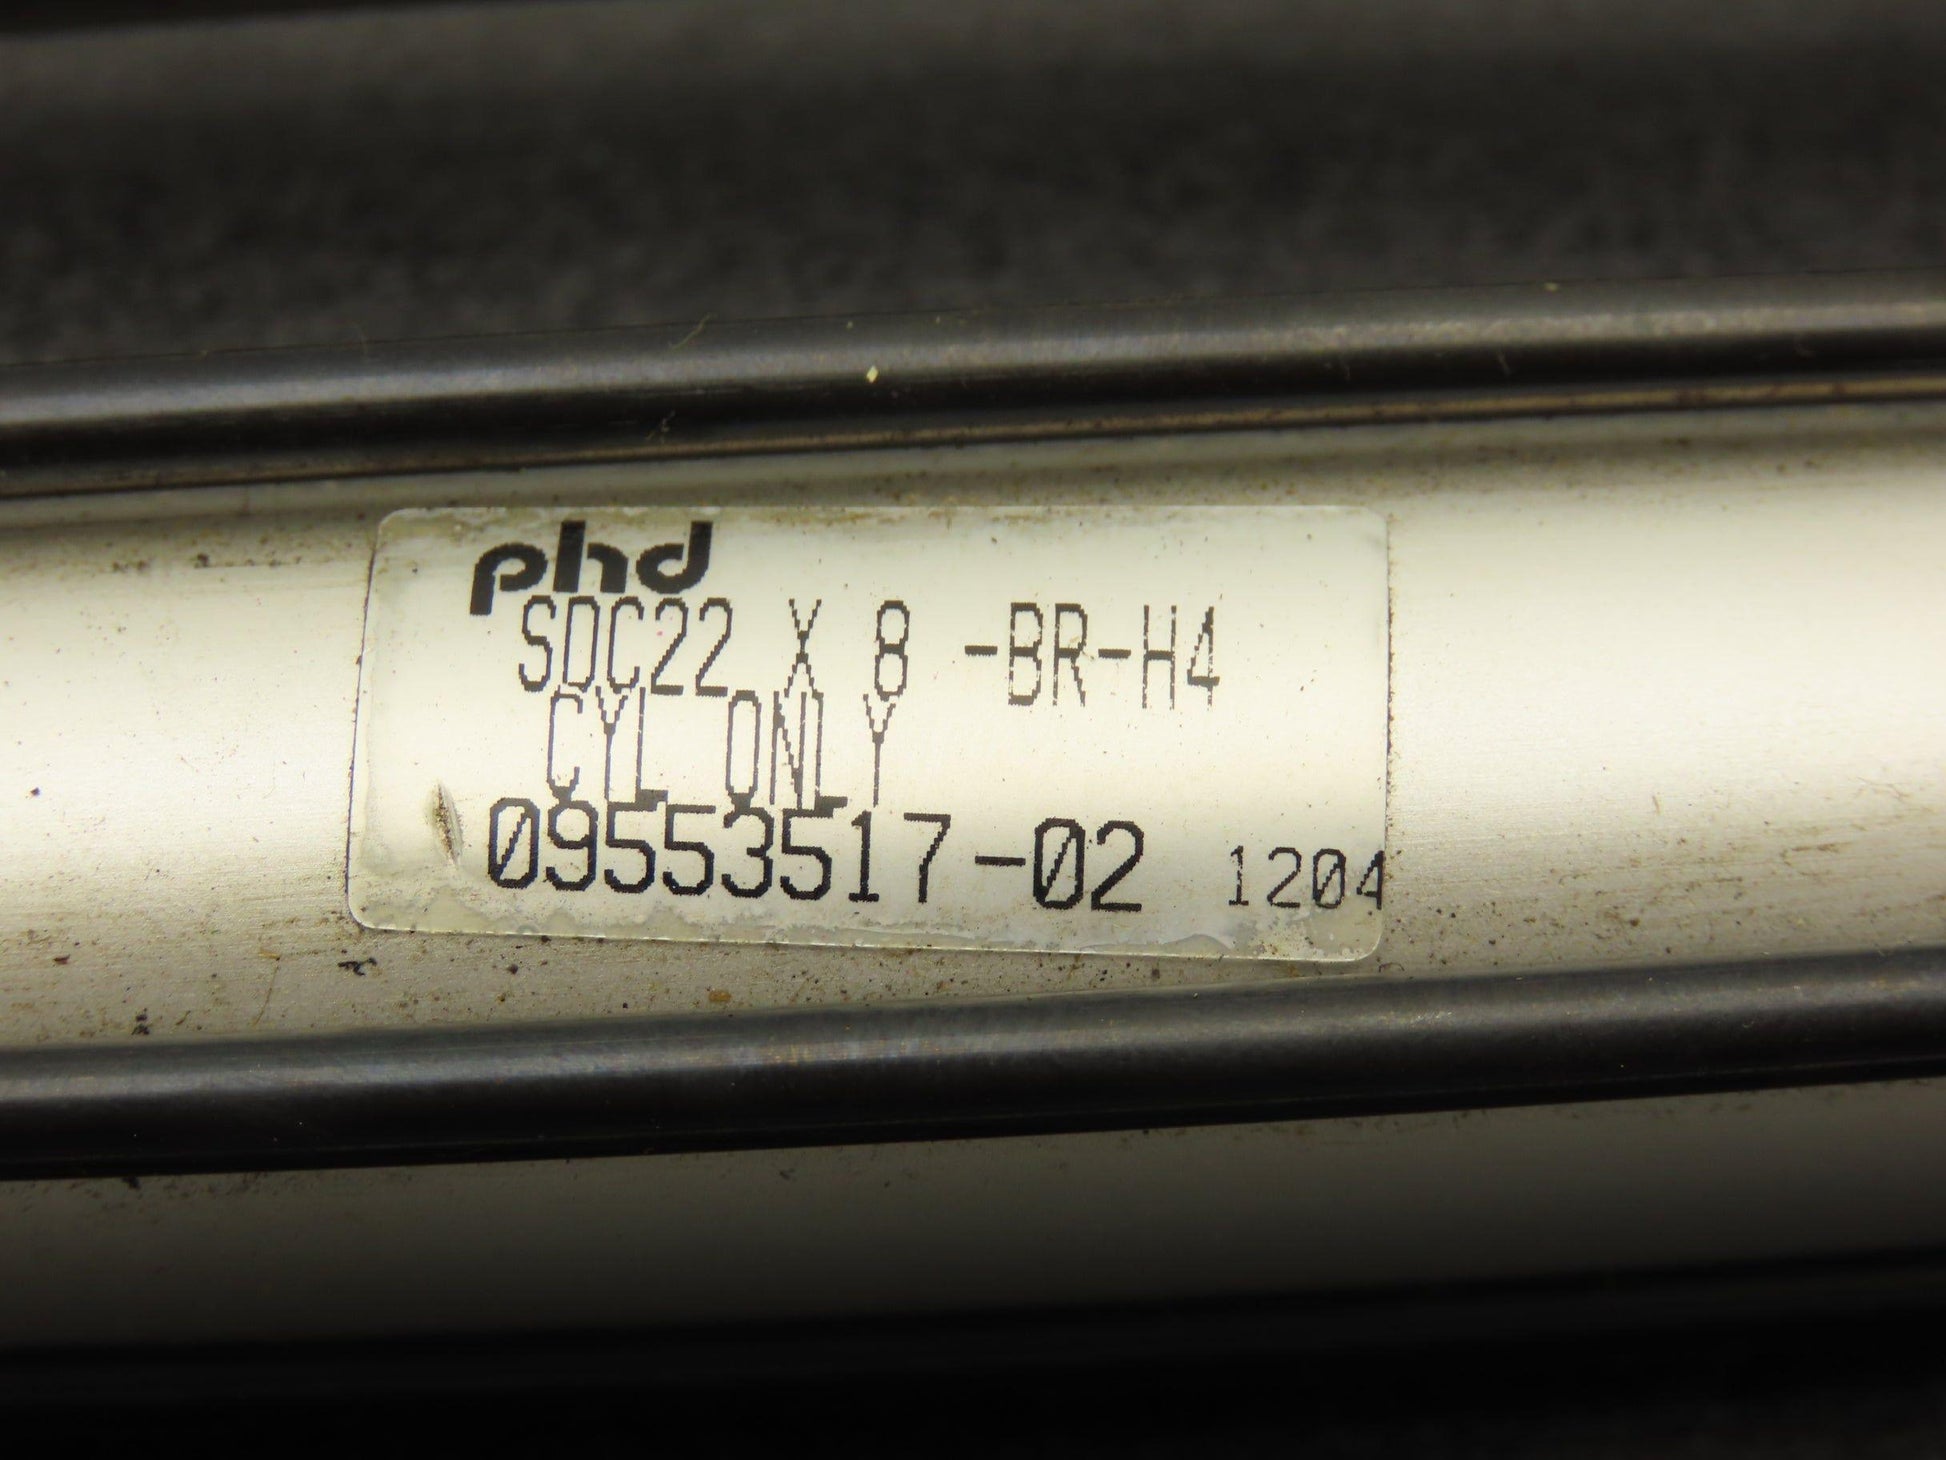 phd
SDC22 X 8 -BR-H4
CYL ONLY
09553517-02 1204